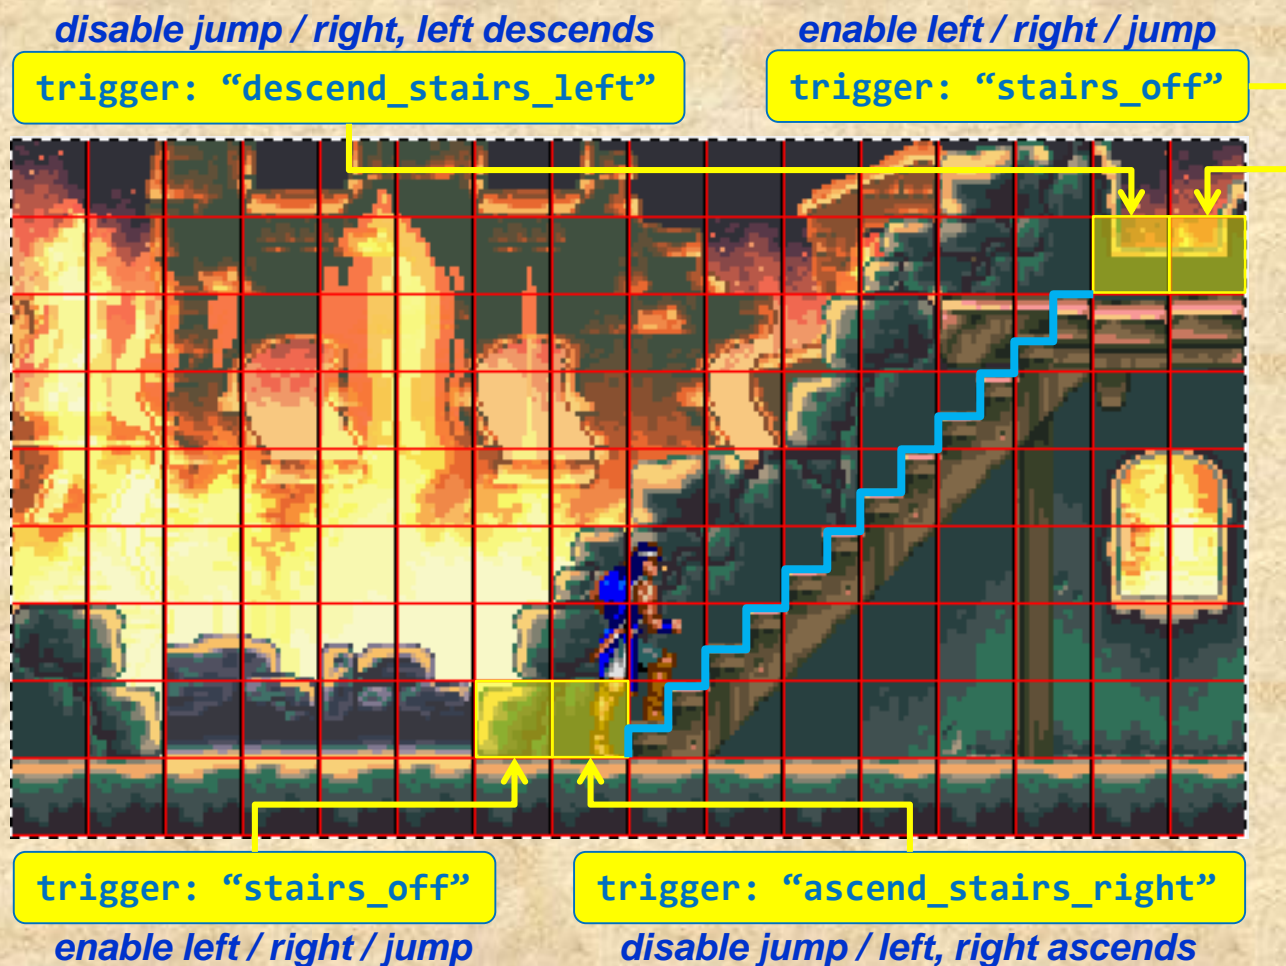 disable jump / right, left descends
enable left / right / jump
trigger: “descend_stairs_left”
trigger: “stairs_off”
trigger: “stairs_off”
trigger: “ascend_stairs_right”
enable left / right / jump
disable jump / left, right ascends